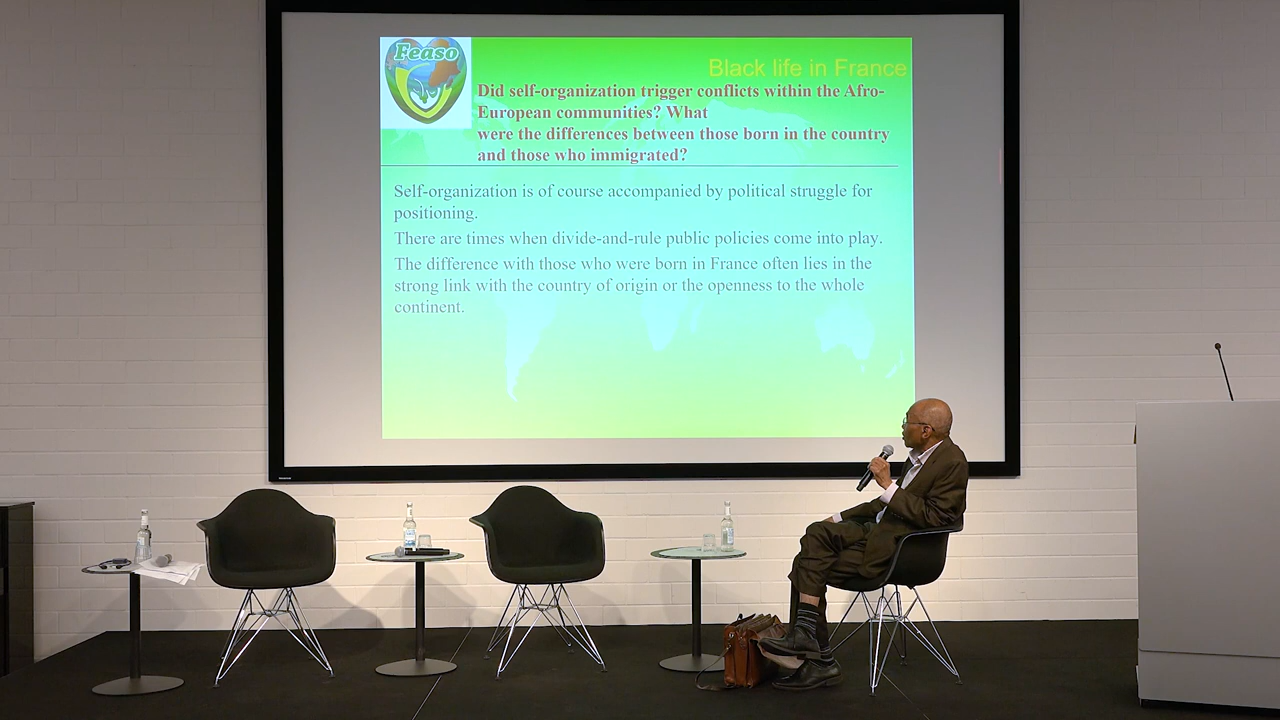 Feaso
Black life in France
Did self-organization trigger conflicts within the Afro-
European communities? What
were the differences between those born in the country
and those who immigrated?
Self-organization is of course accompanied by political struggle for
positioning.
There are times when divide-and-rule public policies come into play.
The difference with those who were born in France often lies in the
strong link with the country of origin or the openness to the whole
continent.